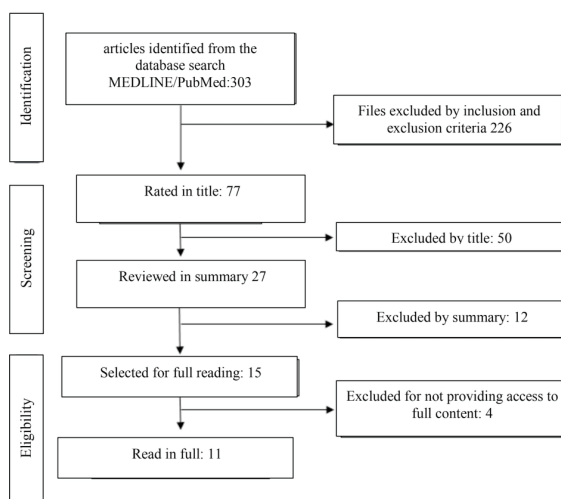 Identification
articles identified from the
database search
MEDLINE/PubMed:303
Files excluded by inclusion and
exclusion criteria 226
Screening
Rated in title: 77
Excluded by title: 50
Reviewed in summary 27
Excluded by summary: 12
Eligibility
Selected for full reading: 15
Excluded for not providing access to
full content: 4
Read in full: 11